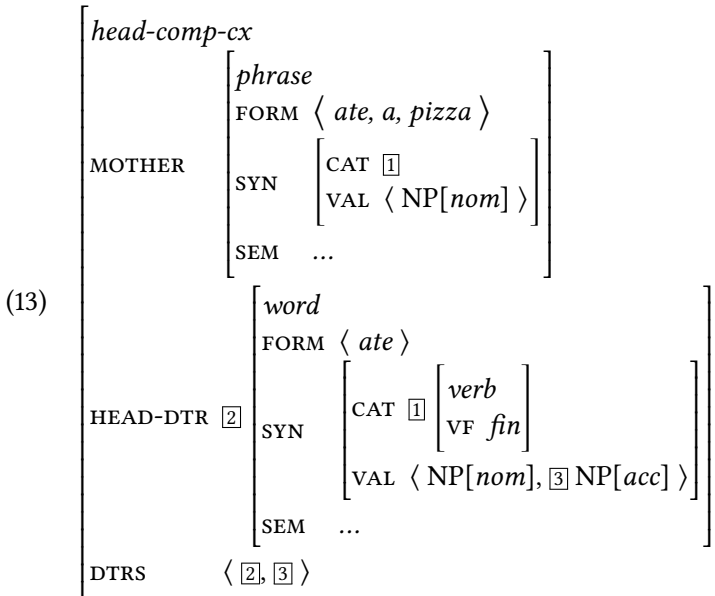 head-comp-cx
phrase
FORM ⟨ ate, a, pizza ⟩
MOTHER
SYN
CAT 1
VAL ⟨ NP[nom] ⟩
SEM ...
(13)
word
FORM ⟨ ate ⟩
HEAD-DTR 2
SYN
CAT 1
verb
VF fin
VAL ⟨ NP[nom], 3 NP[acc] ⟩
SEM ...
DTRS ⟨ 2, 3 ⟩